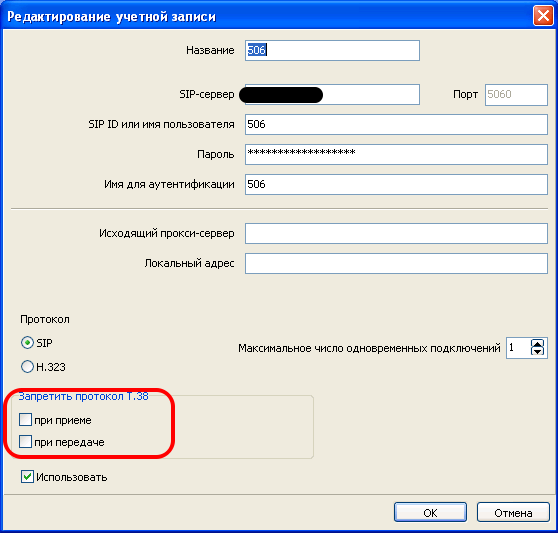 Редактирование учетной записи
Название 506
SIP-сервер Порт 5060
SIP ID или имя пользователя 506
Пароль ******************
Имя для аутентификации 506
Исходящий прокси-сервер
Локальный адрес
Протокол
SIP
Максимальное число одновременных подключений 1
H.323
Запретить протокол T.38
при приеме
при передаче
Использовать
OK Отмена